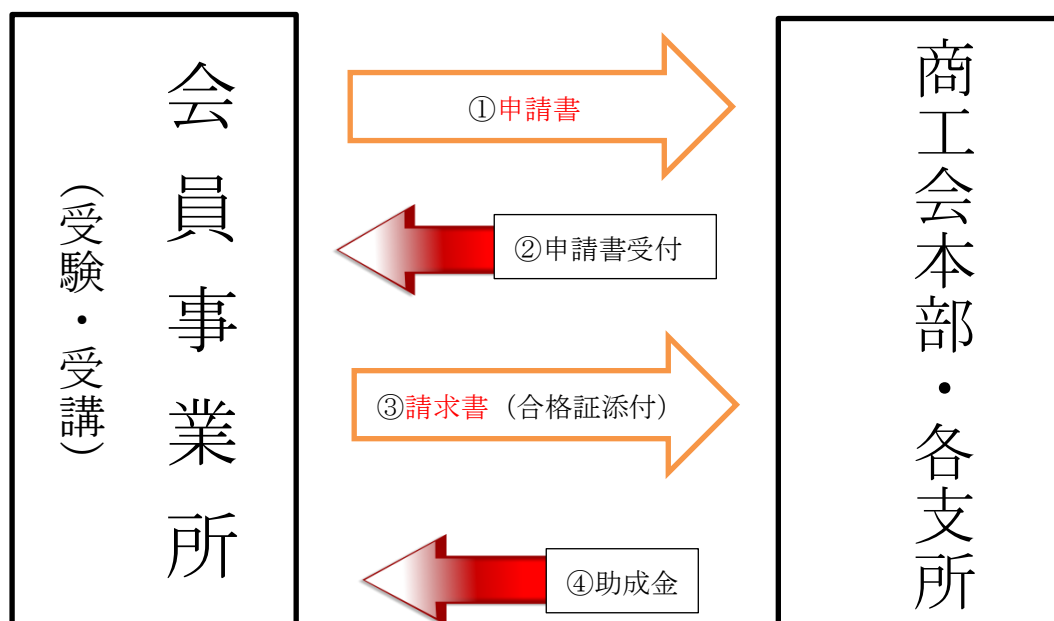 会員事業所
（受験・受講）
①申請書
②申請書受付
③請求書（合格証添付）
④助成金
商工会本部・各支所